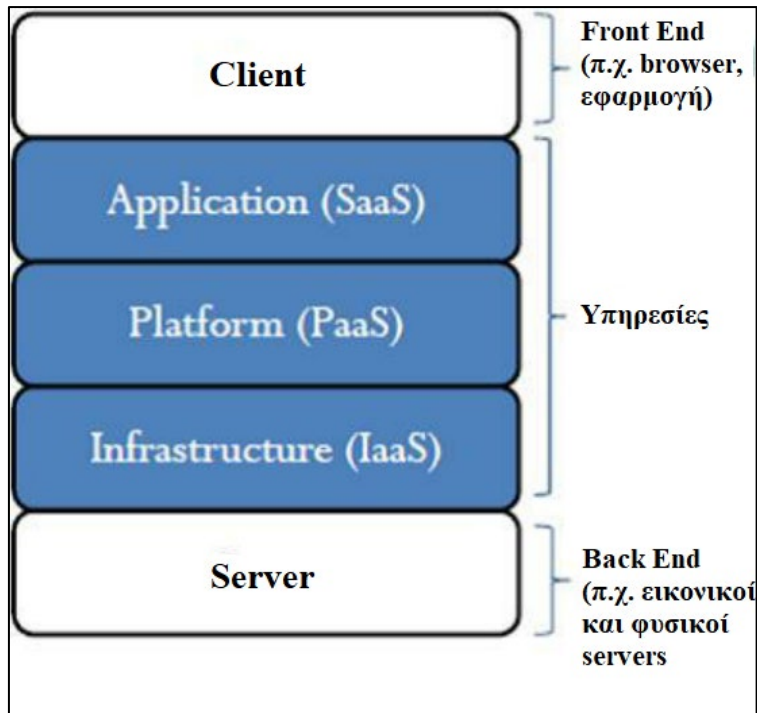 Client
Front End
(π.χ. browser,
εφαρμογή)
Application (SaaS)
Platform (PaaS)
Infrastructure (IaaS)
Υπηρεσίες
Server
Back End
(π.χ. εικονικοί
και φυσικοί
servers